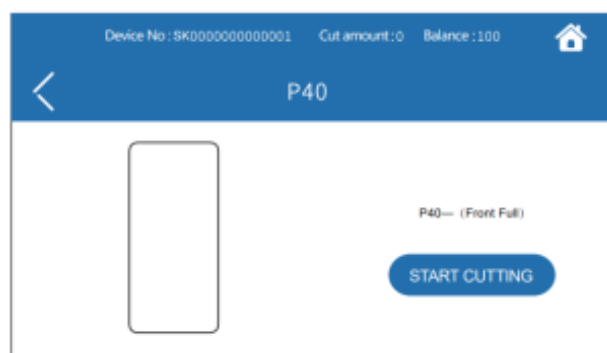 Device No : SK0000000000001 Cut amount : 0 Balance : 100
P40
P40— (Front Full)
START CUTTING